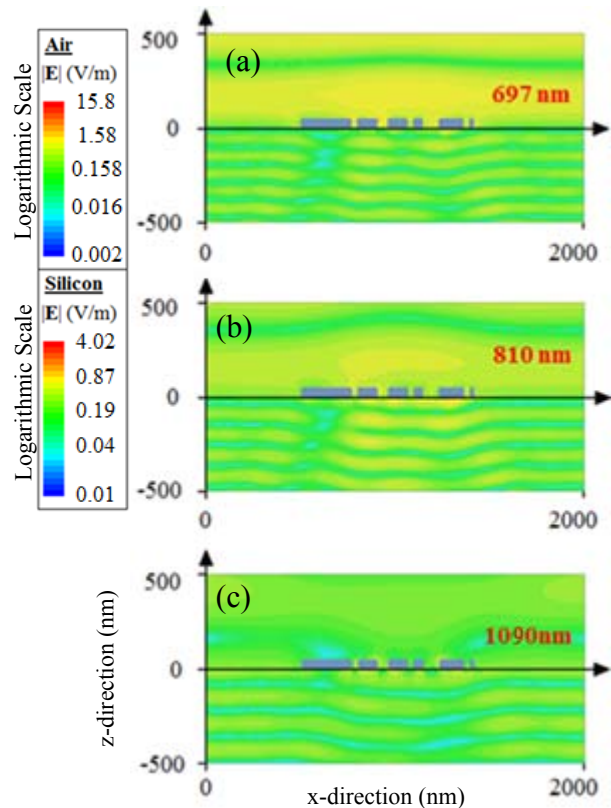 Air
|E| (V/m)
Logarithmic Scale
15.8
1.58
0.158
0.016
0.002
Silicon
|E| (V/m)
Logarithmic Scale
4.02
0.87
0.19
0.04
0.01
500
(a)
697 nm
0
-500
0
2000
500
(b)
810 nm
0
-500
0
2000
z-direction (nm)
500
(c)
1090nm
0
-500
0
x-direction (nm)
2000